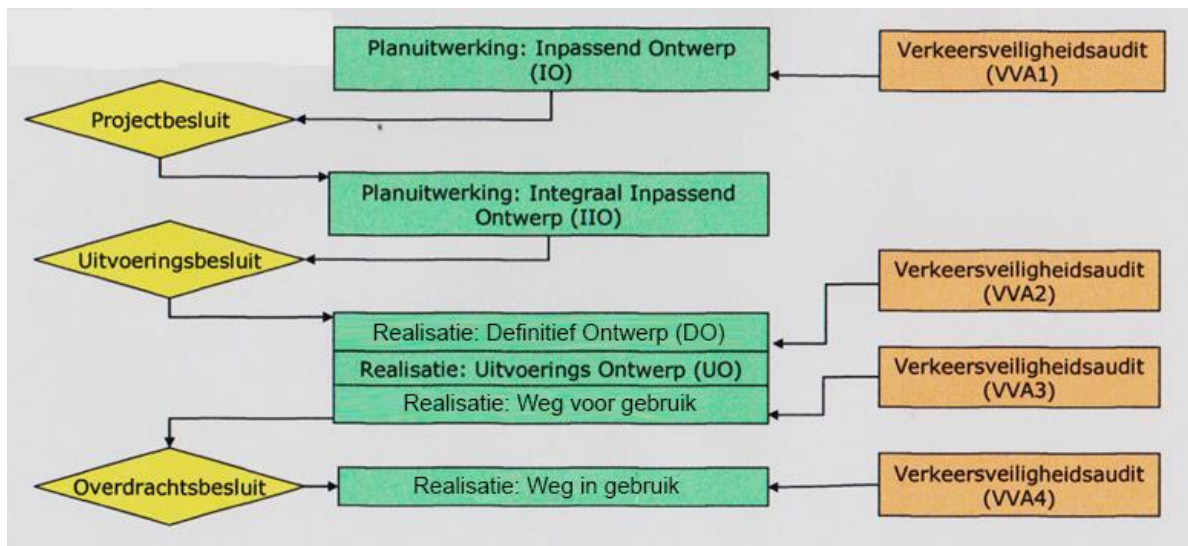 Planuitwerking: Inpassend Ontwerp
(IO)
Verkeersveiligheidsaudit
(VVA1)
Projectbesluit
Planuitwerking: Integraal Inpassend
Ontwerp (IIO)
Uitvoeringsbesluit
Verkeersveiligheidsaudit
(VVA2)
Realisatie: Definitief Ontwerp (DO)
Realisatie: Uitvoerings Ontwerp (UO)
Realisatie: Weg voor gebruik
Verkeersveiligheidsaudit
(VVA3)
Overdrachtsbesluit
Realisatie: Weg in gebruik
Verkeersveiligheidsaudit
(VVA4)